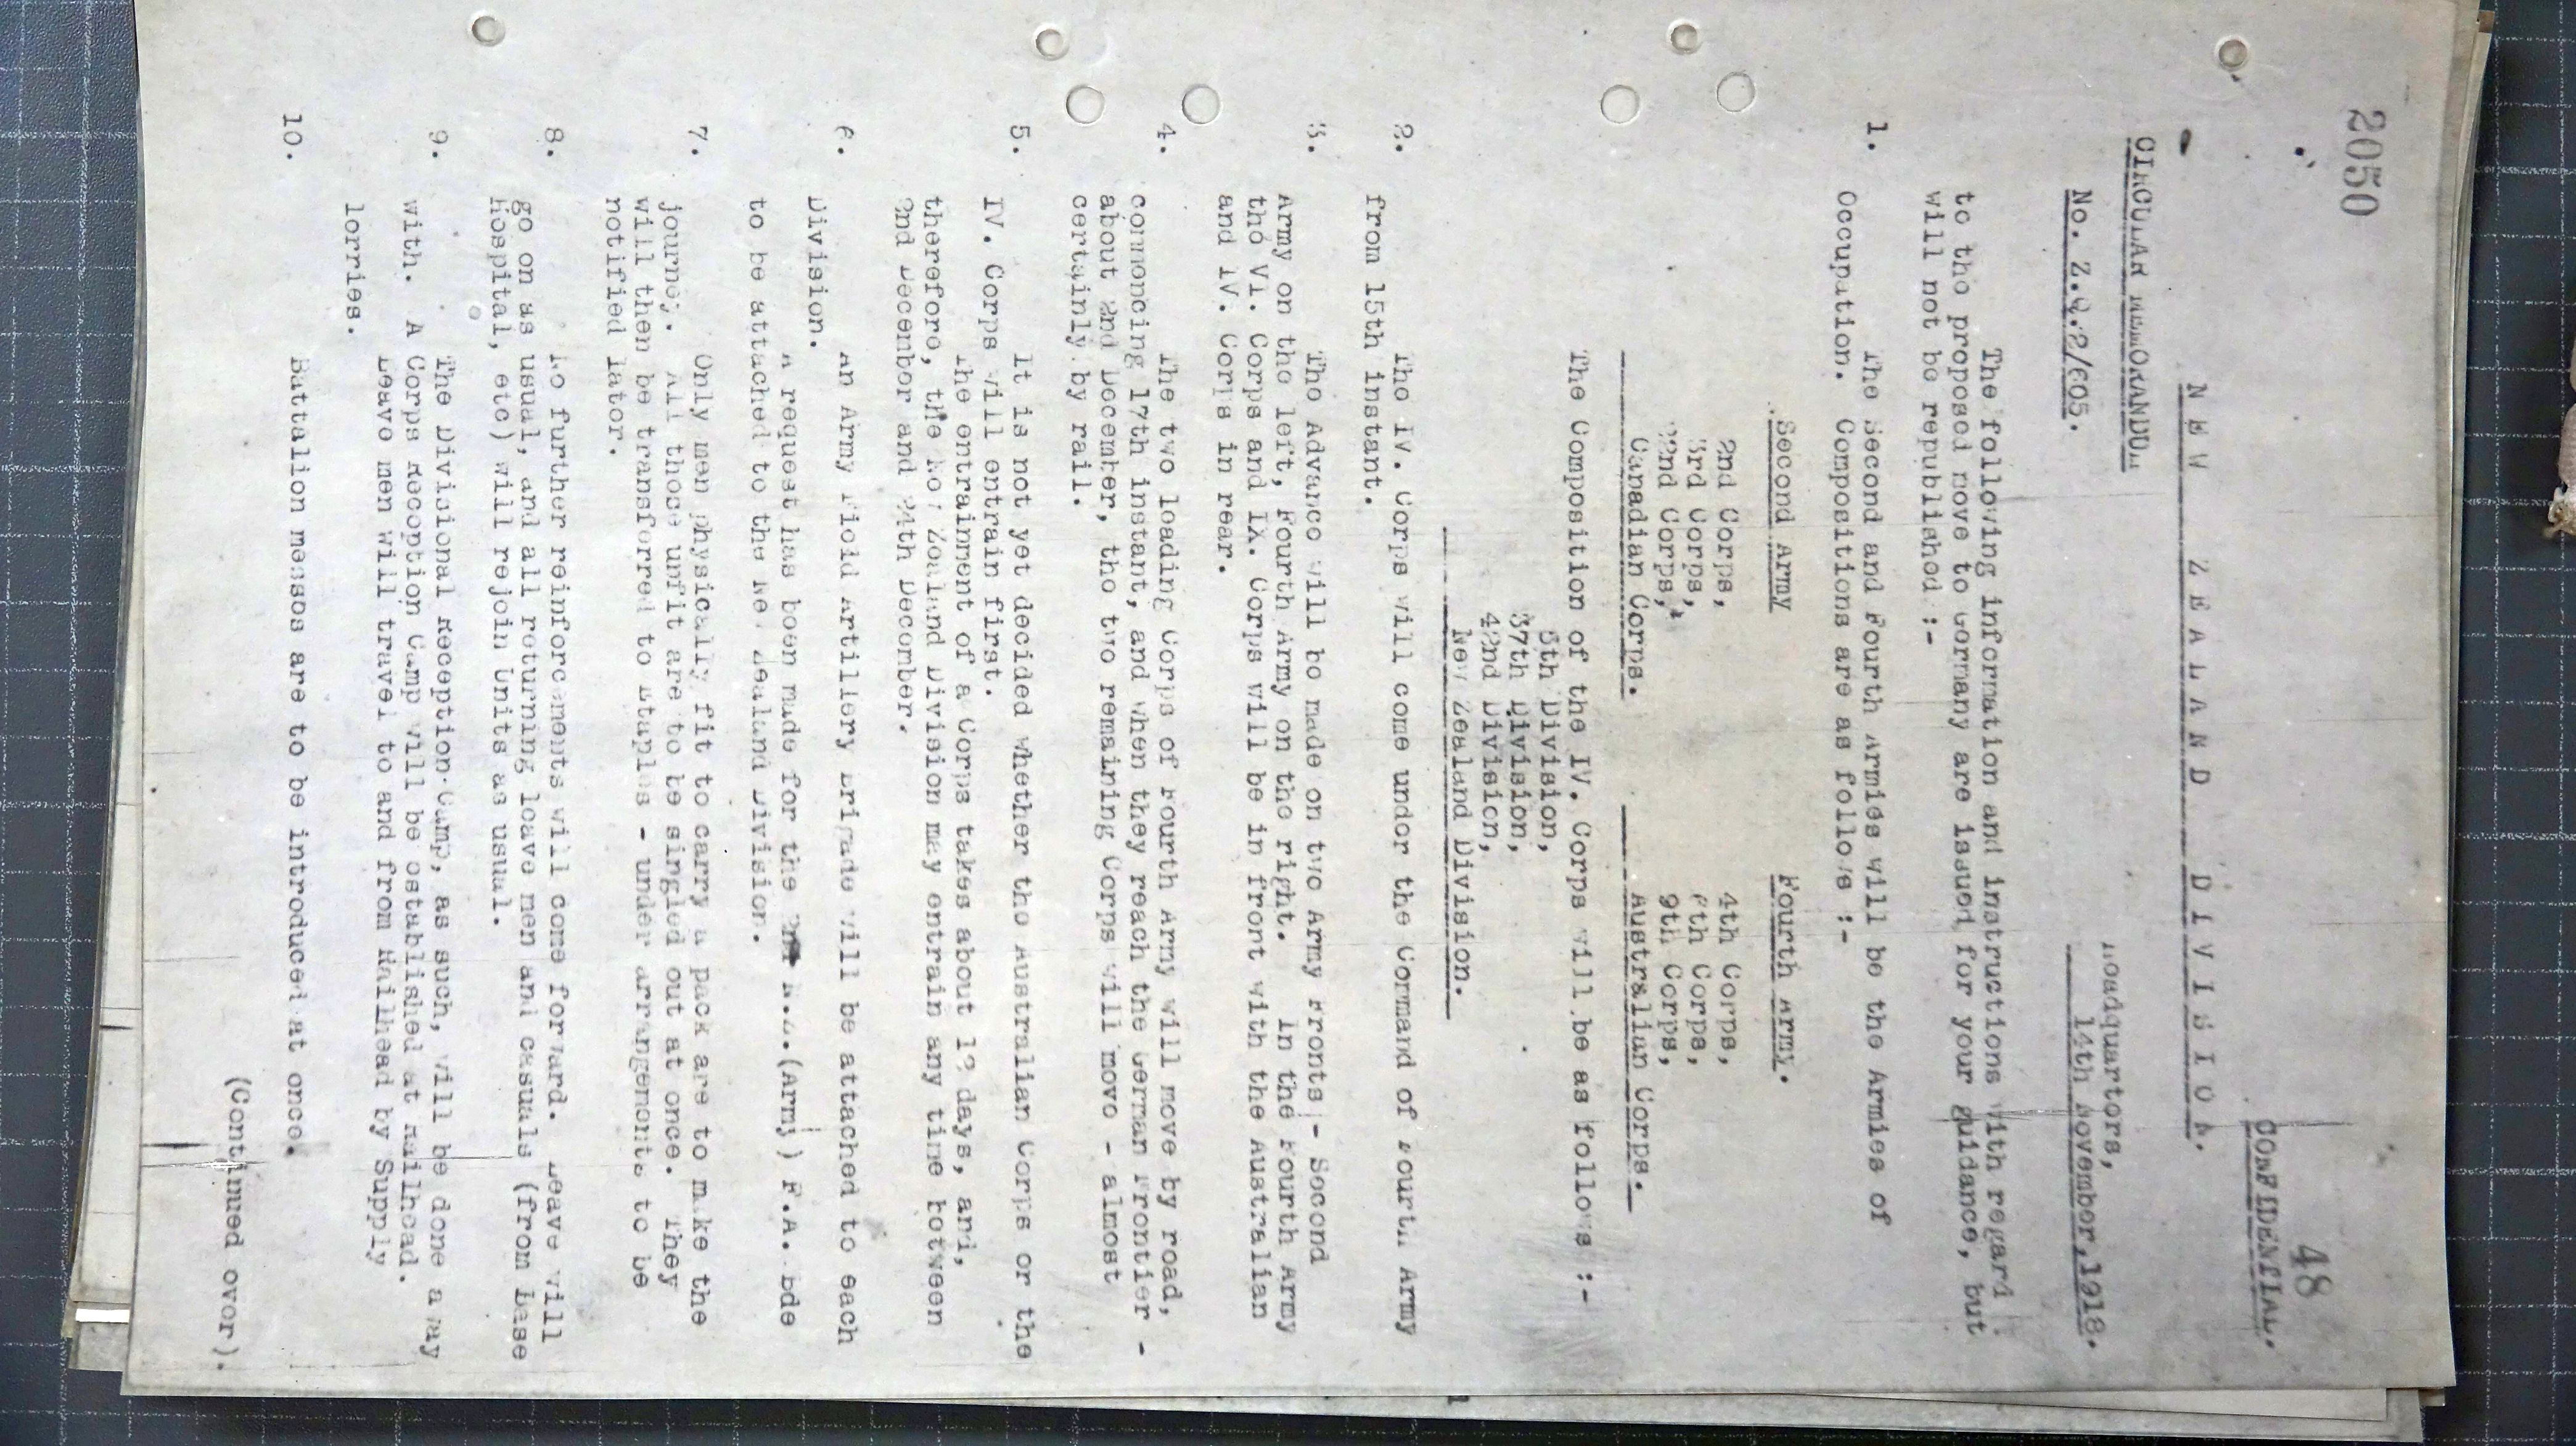 2050
48
CONFIDENTIAL.
NEW ZEALAND DIVISION.
CIRCULAR MEMORANDUM
No. Z.Q.2/605.
Headquarters,
14th November, 1918.
The following information and instructions with regard
to the proposed move to Germany are issued for your guidance, but
will not be republished :-
1. The Second and Fourth Armies will be the Armies of
Occupation. Compositions are as follows :-
Second Army Fourth Army.
2nd Corps, 4th Corps,
3rd Corps, 6th Corps,
22nd Corps, 9th Corps,
Canadian Corps. Australian Corps.
The Composition of the IV. Corps will be as follows :-
5th Division,
37th Division,
42nd Division,
New Zealand Division.
2. The IV. Corps will come under the Command of Fourth Army
from 15th instant.
3. The Advance will be made on two Army Fronts - Second
Army on the left, Fourth Army on the right. In the Fourth Army
the VI. Corps and IX. Corps will be in front with the Australian
and IV. Corps in rear.
4. The two loading Corps of Fourth Army will move by road,
commencing 17th instant, and when they reach the German Frontier -
about 2nd December, the two remaining Corps will move - almost
certainly by rail.
5. It is not yet decided whether the Australian Corps or the
IV. Corps will entrain first.
The entrainment of a Corps takes about 12 days, and,
therefore, the New Zealand Division may entrain any time between
2nd December and 24th December.
6. An Army Field Artillery Brigade will be attached to each
Division.
A request has been made for the 2nd N.Z.(Army) F.A. bde
to be attached to the New Zealand Division.
7. Only men physically fit to carry a pack are to make the
journey. All those unfit are to be singled out at once. They
will then be transferred to Etaples - under arrangements to be
notified later.
8. No further reinforcements will come forward. Leave will
go on as usual, and all returning leave men and casuals (from Base
Hospital, etc) will rejoin Units as usual.
9. The Divisional Reception Camp, as such, will be done away
with. A Corps Reception Camp will be established at Railhead.
Leave men will travel to and from Railhead by Supply
lorries.
10. Battalion messes are to be introduced at once.
(Continued over).